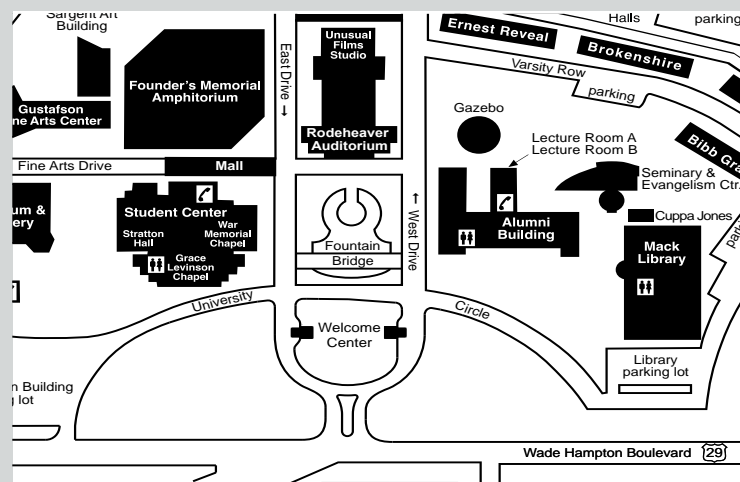 Sargent Art
Building
Halls
parking
Ernest Reveal
Brokenshire
Unusual
Films
Studio
East Drive →
Varsity Row
parking
Founder's Memorial
Amphitorium
Gustafson
ne Arts Center
Gazebo
Rodeheaver
Auditorium
Lecture Room A
Lecture Room B
Bibb Gra
Fine Arts Drive
Mall
Seminary &
Evangelism Ctr.
um &
ery
Student Center
Stratton
Hall
War
Memorial
Chapel
Grace
Levinson
Chapel
← West Drive
Fountain
Bridge
Alumni
Building
Cuppa Jones
Mack
Library
par
University
Circle
Welcome
Center
Library
parking lot
n Building
g lot
Wade Hampton Boulevard 29